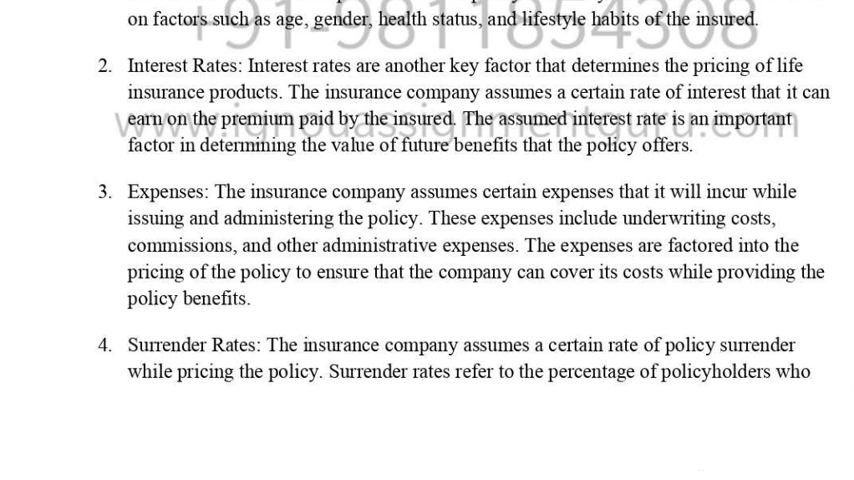 on factors such as age, gender, health status, and lifestyle habits of the insured.
+91-9811854308
2. Interest Rates: Interest rates are another key factor that determines the pricing of life
insurance products. The insurance company assumes a certain rate of interest that it can
earn on the premium paid by the insured. The assumed interest rate is an important
www.ignouassignmentguru.com
factor in determining the value of future benefits that the policy offers.
3. Expenses: The insurance company assumes certain expenses that it will incur while
issuing and administering the policy. These expenses include underwriting costs,
commissions, and other administrative expenses. The expenses are factored into the
pricing of the policy to ensure that the company can cover its costs while providing the
policy benefits.
4. Surrender Rates: The insurance company assumes a certain rate of policy surrender
while pricing the policy. Surrender rates refer to the percentage of policyholders who